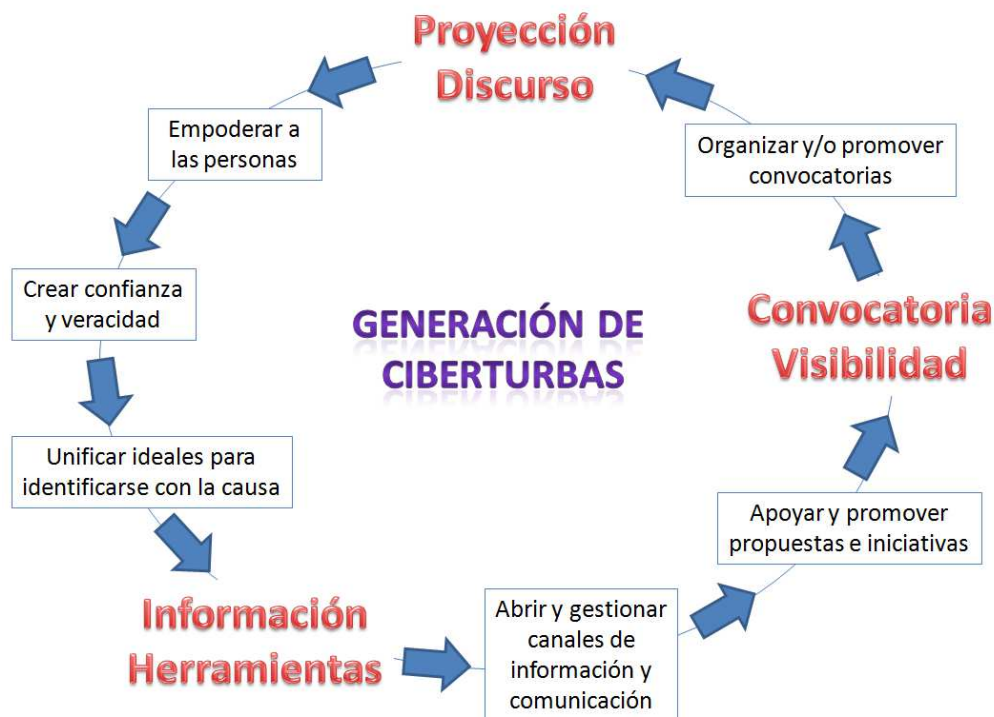 Proyección
Discurso
Empoderar a
las personas
Crear confianza
y veracidad
Unificar ideales para
identificarse con la causa
Información
Herramientas
Abrir y gestionar
canales de
información y
comunicación
Apoyar y promover
propuestas e iniciativas
Convocatoria
Visibilidad
Organizar y/o promover
convocatorias
GENERACIÓN DE
CIBERTURBAS